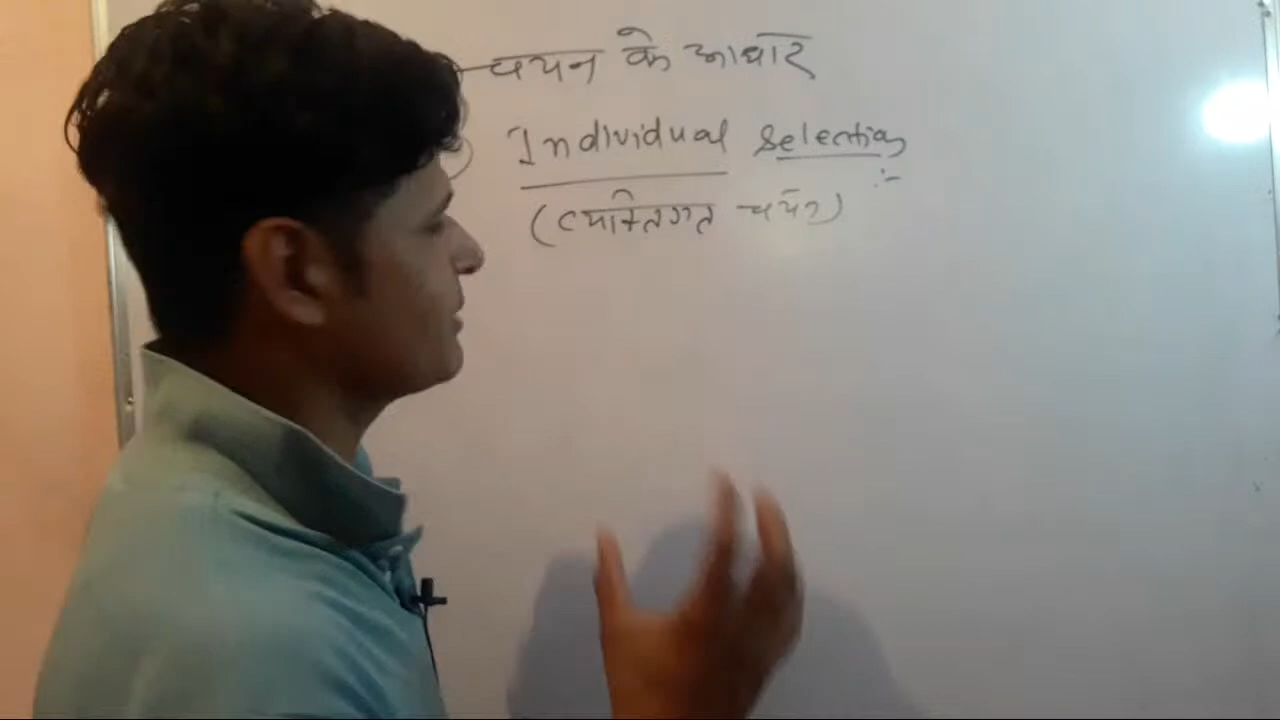 चयन के आधार
Individual Selection :-
(व्यक्तिगत चयन)